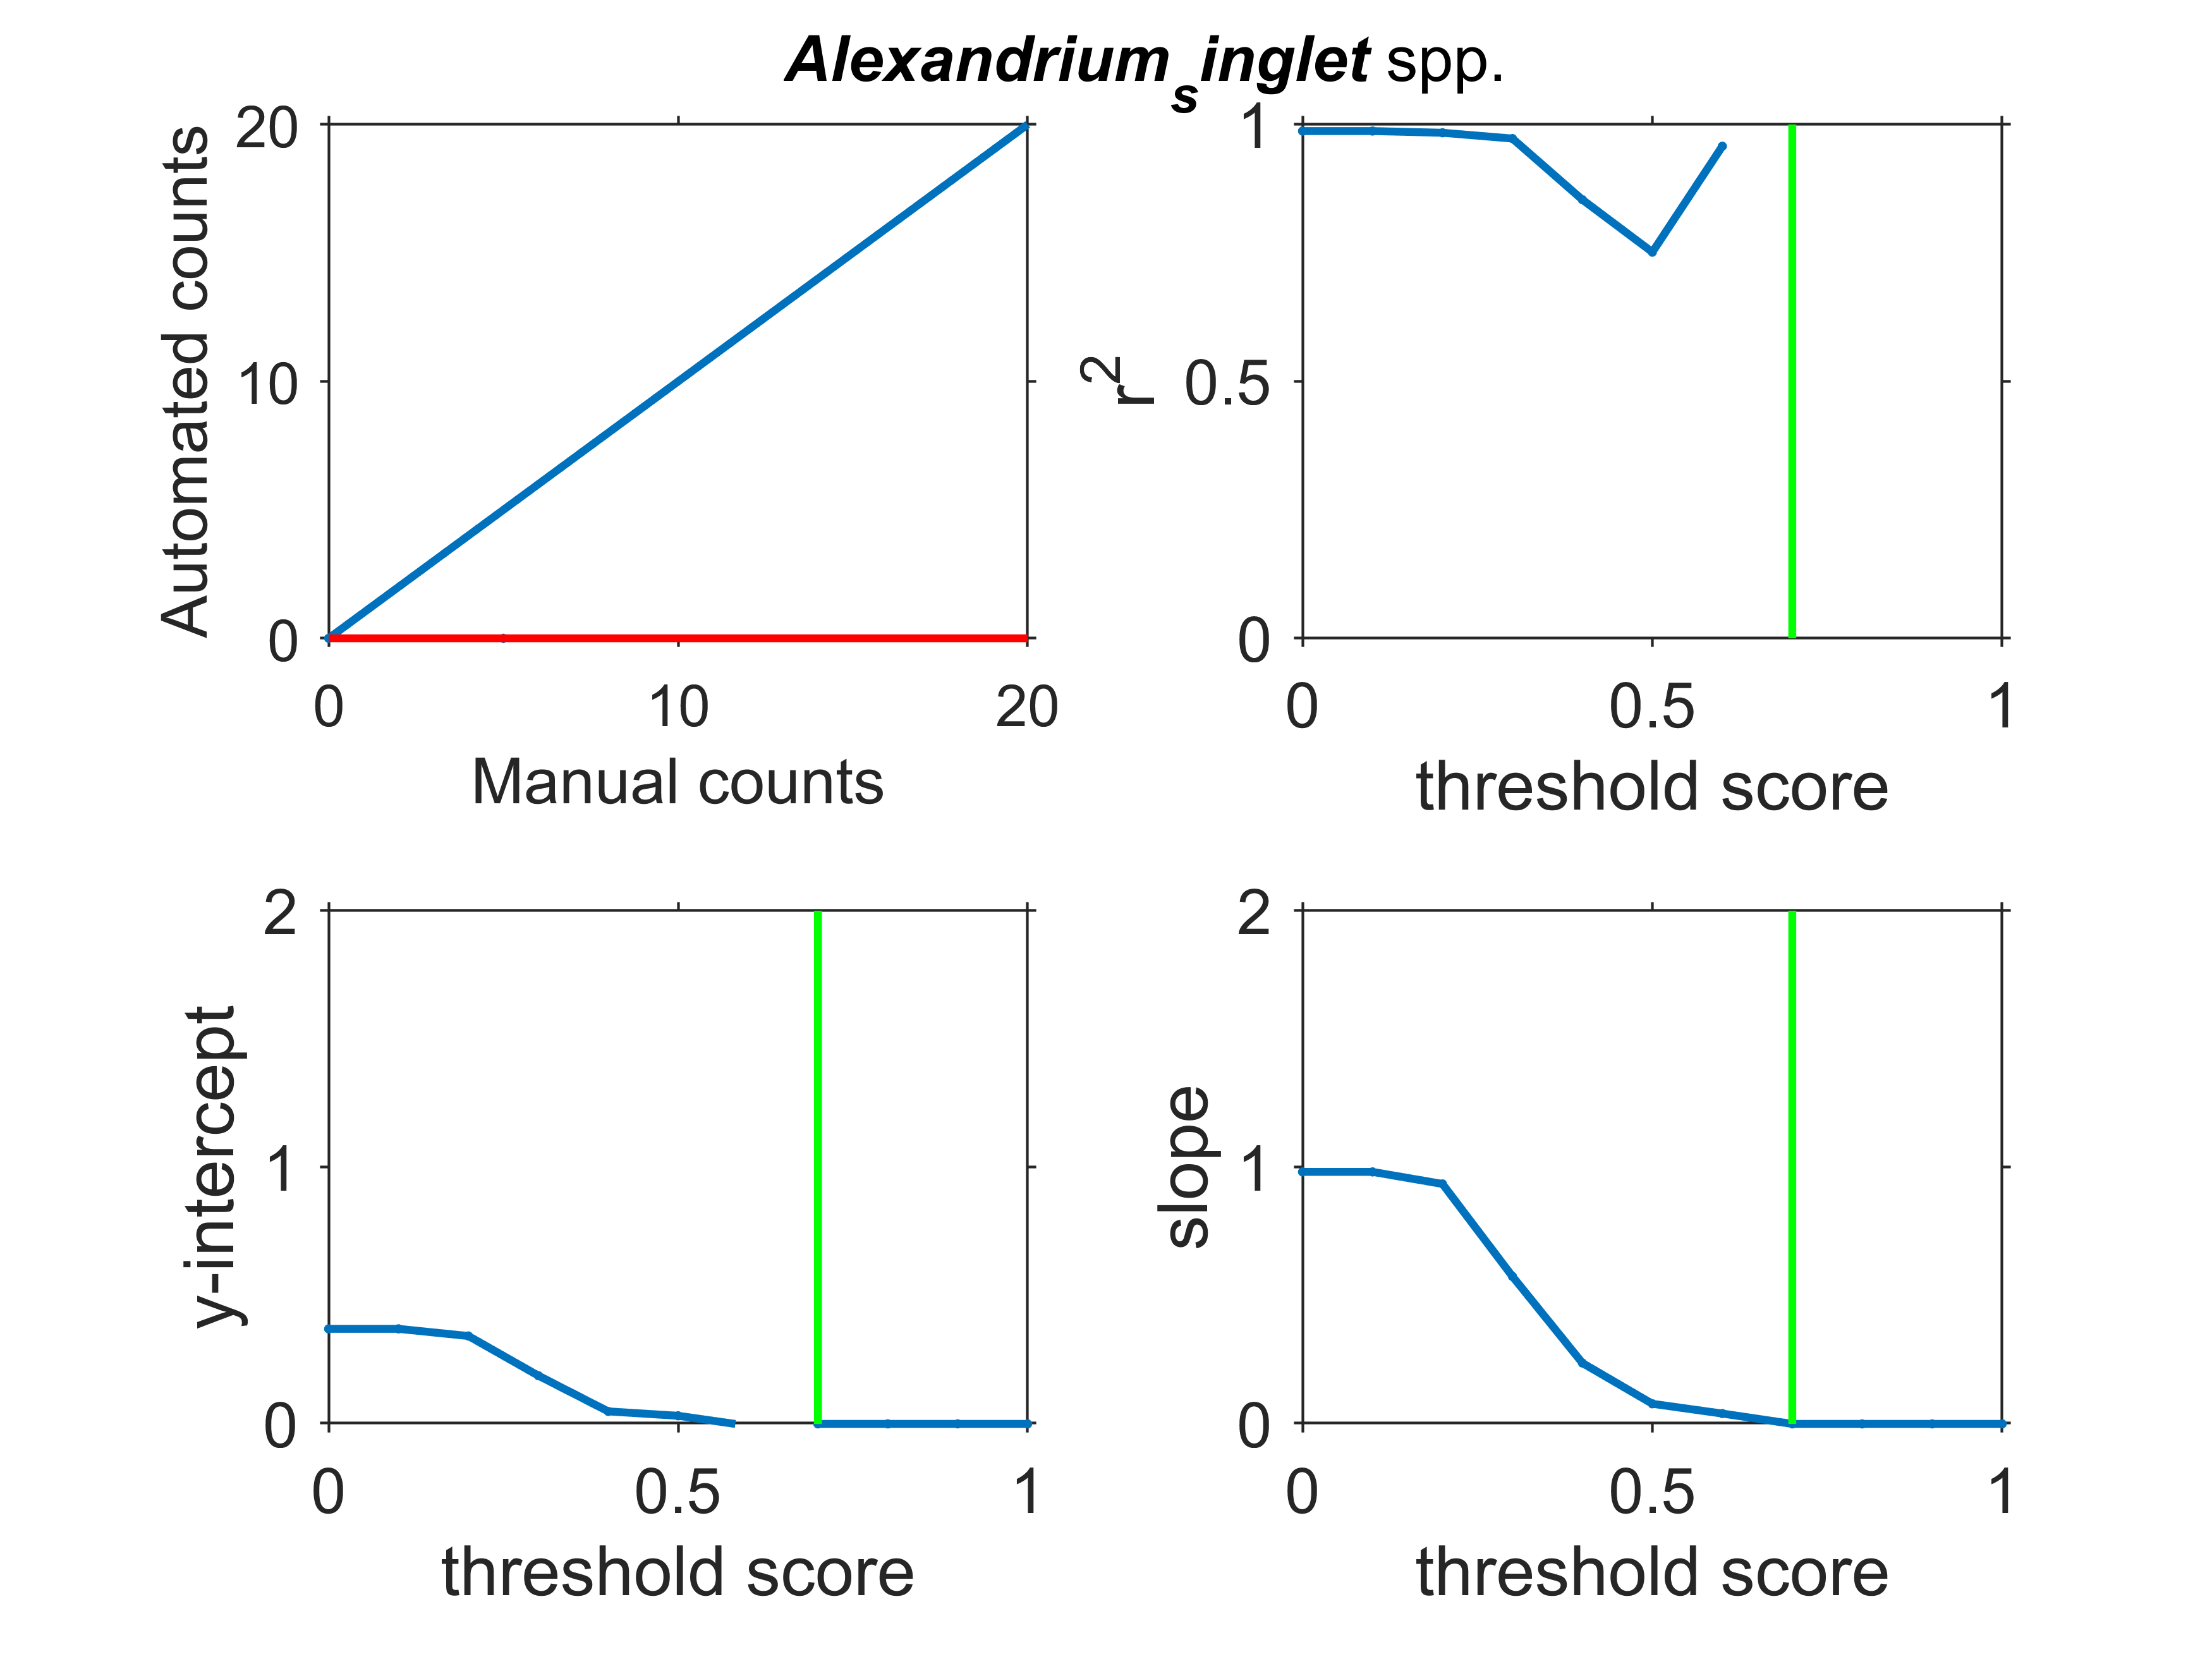 Alexandrium_singlet spp.
20
10
0
0 10 20
Automated counts
Manual counts
1
0.5
0
0 0.5 1
r2
threshold score
2
1
0
0 0.5 1
y-intercept
threshold score
2
1
0
0 0.5 1
slope
threshold score